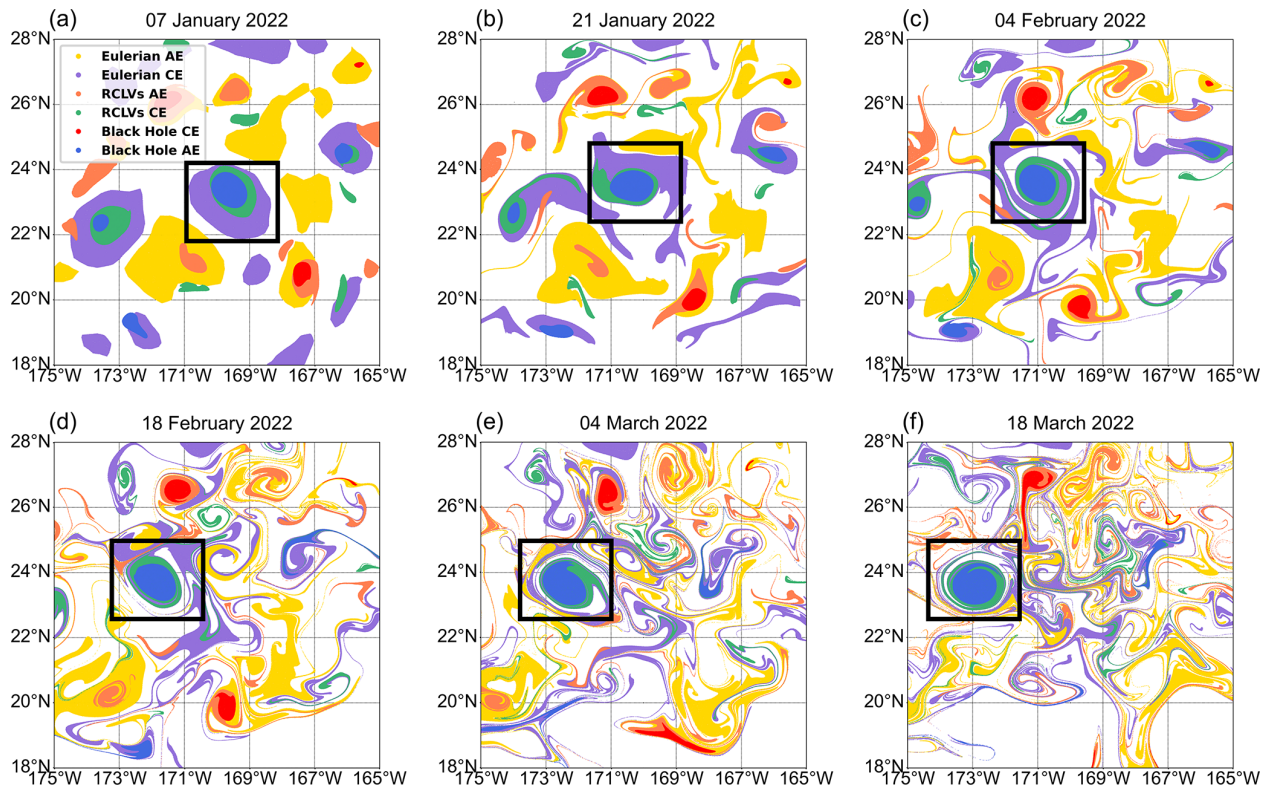 (a) 07 January 2022
(b) 21 January 2022
(c) 04 February 2022
28°N 28°N 28°N
26°N 26°N 26°N
24°N 24°N 24°N
22°N 22°N 22°N
20°N 20°N 20°N
18°N 18°N 18°N
Eulerian AE
Eulerian CE
RCLVs AE
RCLVs CE
Black Hole CE
Black Hole AE
175°W 173°W 171°W 169°W 167°W 165°W
175°W 173°W 171°W 169°W 167°W 165°W
175°W 173°W 171°W 169°W 167°W 165°W
(d) 18 February 2022
(e) 04 March 2022
(f) 18 March 2022
28°N 28°N 28°N
26°N 26°N 26°N
24°N 24°N 24°N
22°N 22°N 22°N
20°N 20°N 20°N
18°N 18°N 18°N
175°W 173°W 171°W 169°W 167°W 165°W
175°W 173°W 171°W 169°W 167°W 165°W
175°W 173°W 171°W 169°W 167°W 165°W